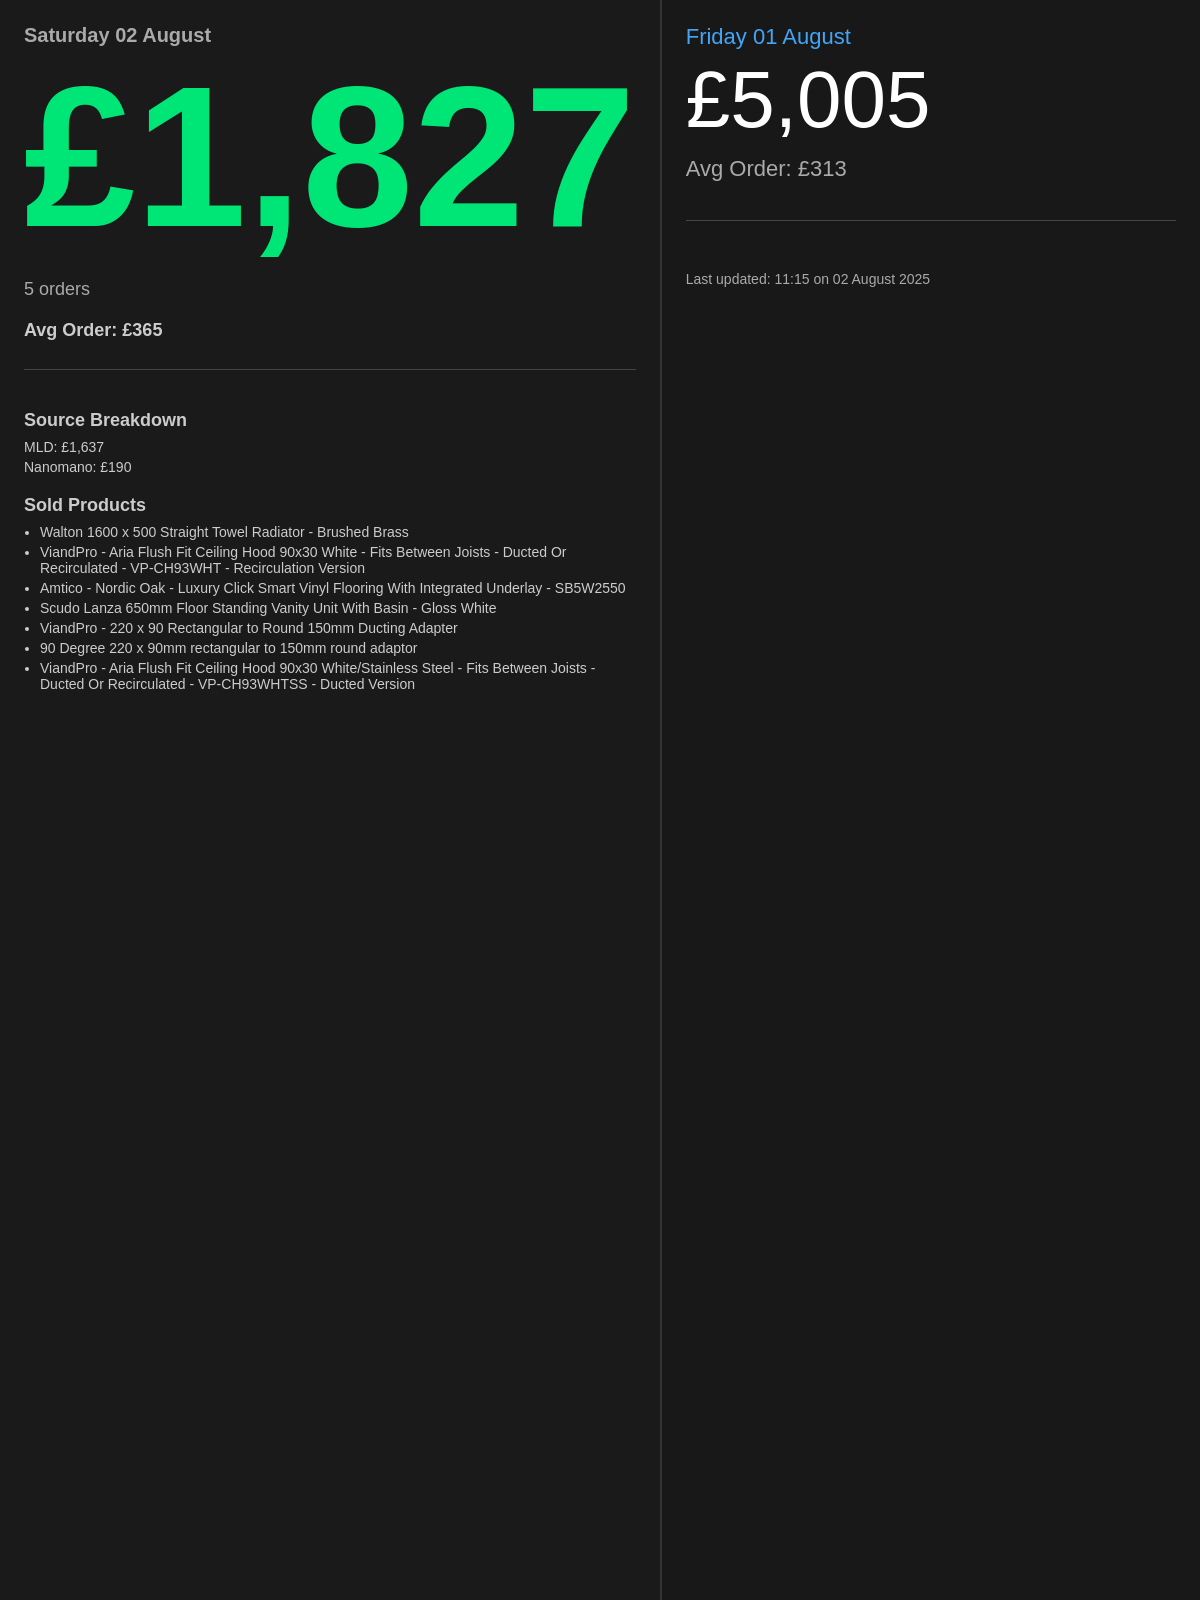 Saturday 02 August
£1,827
5 orders
Avg Order: £365
Source Breakdown
MLD: £1,637
Nanomano: £190
Sold Products
• Walton 1600 x 500 Straight Towel Radiator - Brushed Brass
• ViandPro - Aria Flush Fit Ceiling Hood 90x30 White - Fits Between Joists - Ducted Or
Recirculated - VP-CH93WHT - Recirculation Version
• Amtico - Nordic Oak - Luxury Click Smart Vinyl Flooring With Integrated Underlay - SB5W2550
• Scudo Lanza 650mm Floor Standing Vanity Unit With Basin - Gloss White
• ViandPro - 220 x 90 Rectangular to Round 150mm Ducting Adapter
• 90 Degree 220 x 90mm rectangular to 150mm round adaptor
• ViandPro - Aria Flush Fit Ceiling Hood 90x30 White/Stainless Steel - Fits Between Joists -
Ducted Or Recirculated - VP-CH93WHTSS - Ducted Version
Friday 01 August
£5,005
Avg Order: £313
Last updated: 11:15 on 02 August 2025